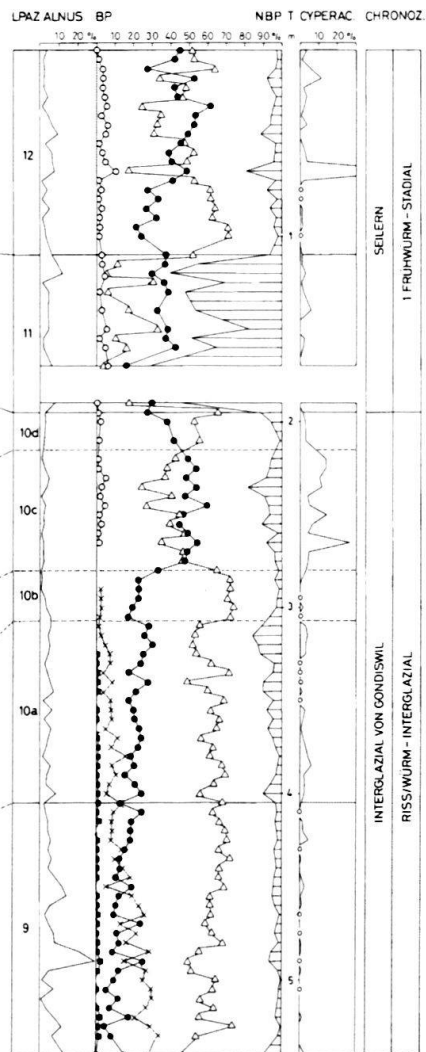 LPAZ ALNUS BP NBP T CYPERAC. CHRONOZ.
10 20 % 10 20 30 40 50 60 70 80 90 % m 10 20 30 %
12
1
11
SEILERN
1 FRÜHWÜRM - STADIAL
2
10d
10c
10b
3
10a
4
9
5
INTERGLAZIAL VON GONDISWIL
RISS/WÜRM - INTERGLAZIAL